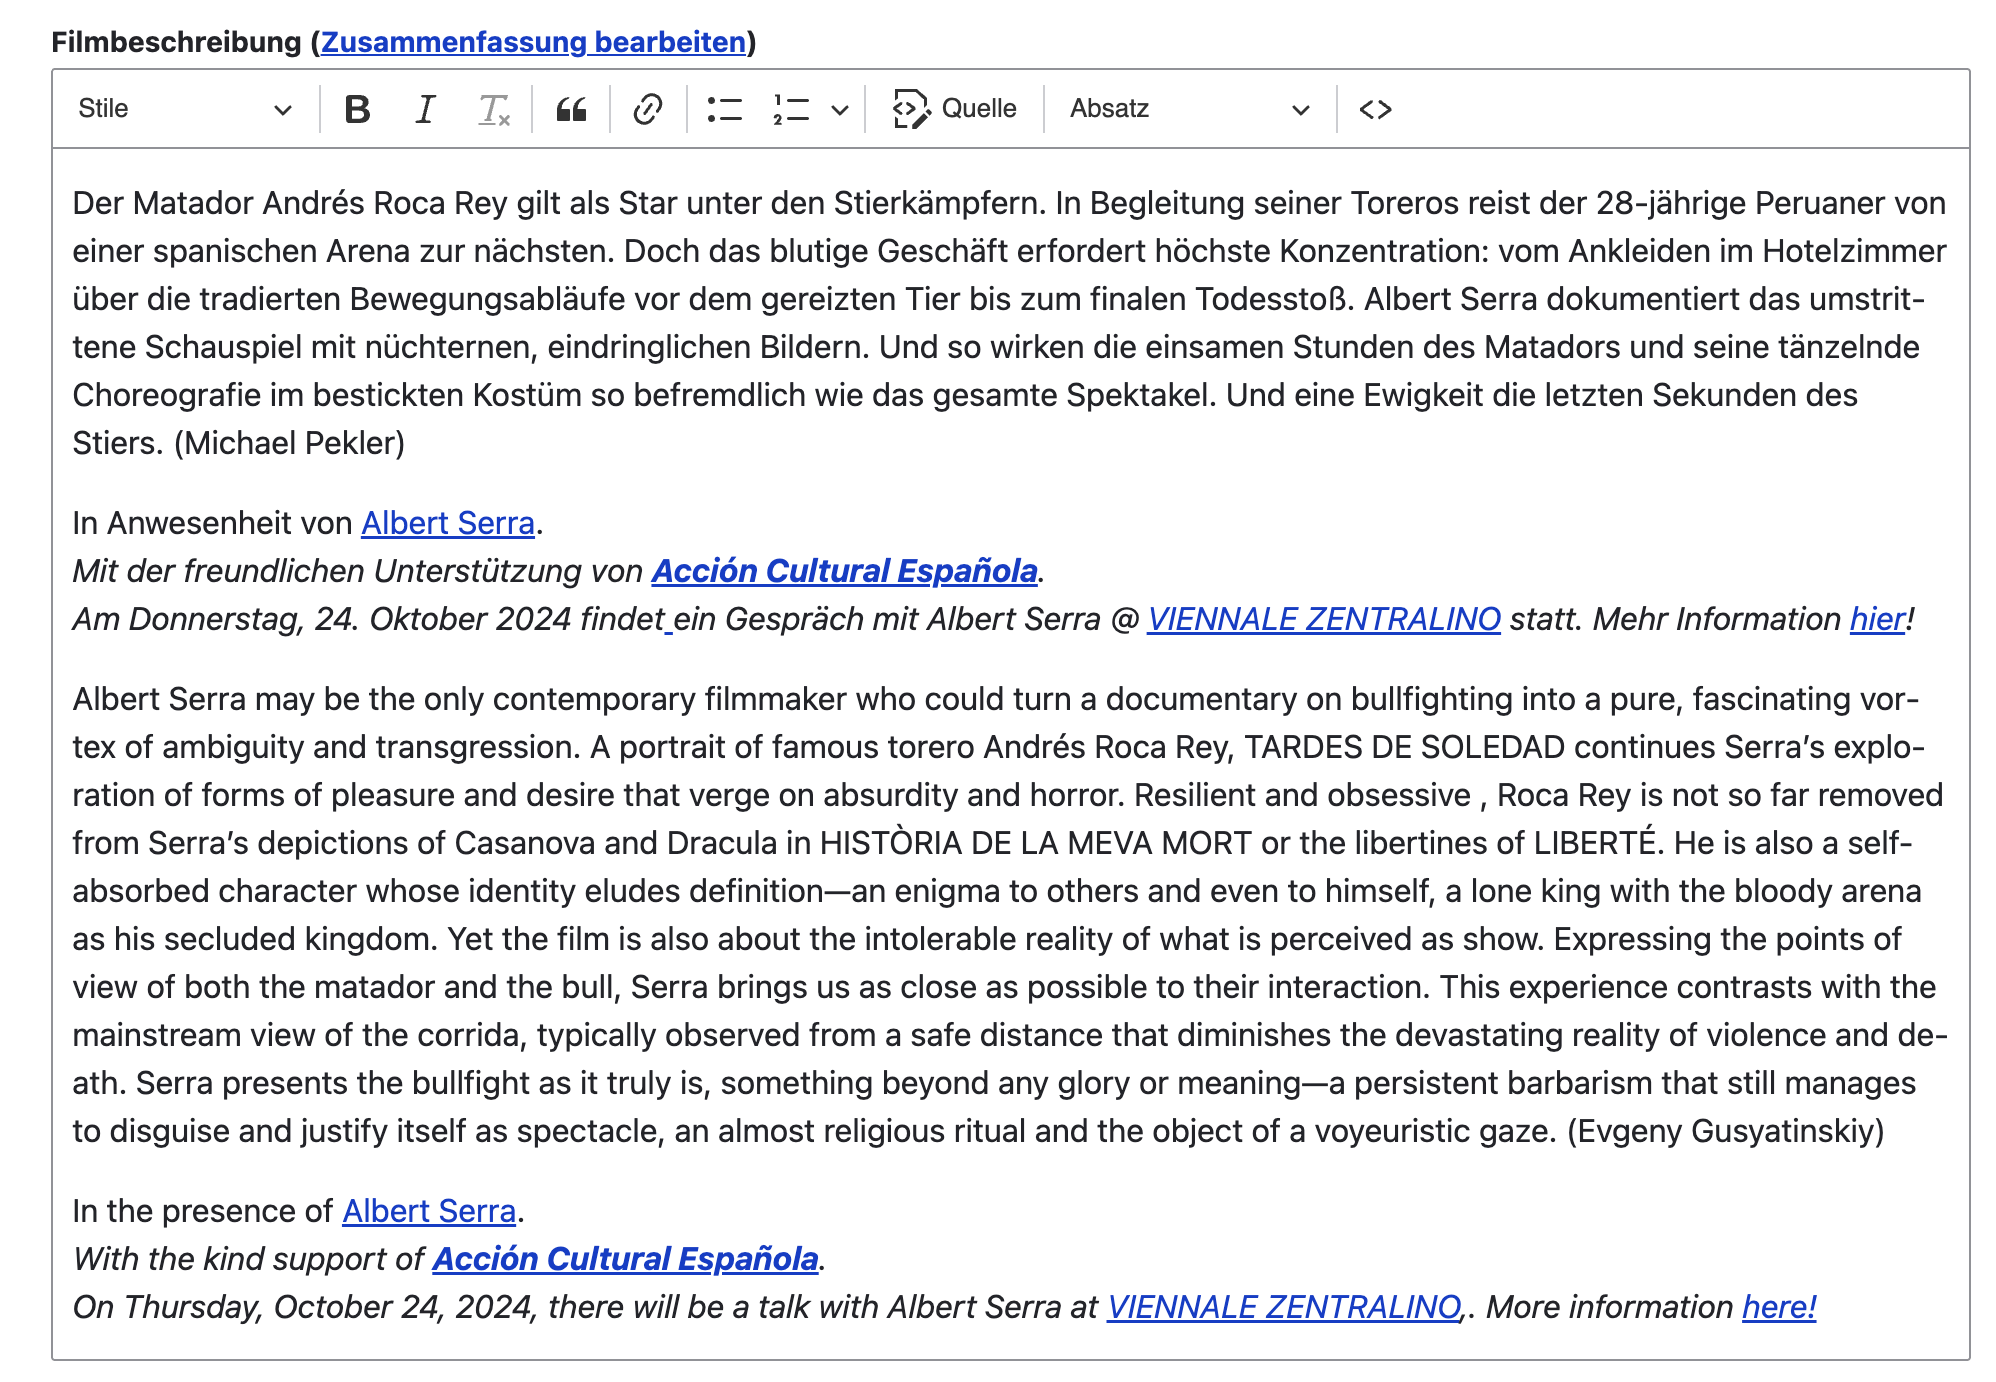 Filmbeschreibung (Zusammenfassung bearbeiten)
Stile B I Tx Quelle Absatz
Der Matador Andrés Roca Rey gilt als Star unter den Stierkämpfern. In Begleitung seiner Toreros reist der 28-jährige Peruaner von
einer spanischen Arena zur nächsten. Doch das blutige Geschäft erfordert höchste Konzentration: vom Ankleiden im Hotelzimmer
über die tradierten Bewegungsabläufe vor dem gereizten Tier bis zum finalen Todesstoß. Albert Serra dokumentiert das umstrit-
tene Schauspiel mit nüchternen, eindringlichen Bildern. Und so wirken die einsamen Stunden des Matadors und seine tänzelnde
Choreografie im bestickten Kostüm so befremdlich wie das gesamte Spektakel. Und eine Ewigkeit die letzten Sekunden des
Stiers. (Michael Pekler)
In Anwesenheit von Albert Serra.
Mit der freundlichen Unterstützung von Acción Cultural Española.
Am Donnerstag, 24. Oktober 2024 findet ein Gespräch mit Albert Serra @ VIENNALE ZENTRALINO statt. Mehr Information hier!
Albert Serra may be the only contemporary filmmaker who could turn a documentary on bullfighting into a pure, fascinating vor-
tex of ambiguity and transgression. A portrait of famous torero Andrés Roca Rey, TARDES DE SOLEDAD continues Serra’s explo-
ration of forms of pleasure and desire that verge on absurdity and horror. Resilient and obsessive , Roca Rey is not so far removed
from Serra’s depictions of Casanova and Dracula in HISTÒRIA DE LA MEVA MORT or the libertines of LIBERTÉ. He is also a self-
absorbed character whose identity eludes definition—an enigma to others and even to himself, a lone king with the bloody arena
as his secluded kingdom. Yet the film is also about the intolerable reality of what is perceived as show. Expressing the points of
view of both the matador and the bull, Serra brings us as close as possible to their interaction. This experience contrasts with the
mainstream view of the corrida, typically observed from a safe distance that diminishes the devastating reality of violence and de-
ath. Serra presents the bullfight as it truly is, something beyond any glory or meaning—a persistent barbarism that still manages
to disguise and justify itself as spectacle, an almost religious ritual and the object of a voyeuristic gaze. (Evgeny Gusyatinskiy)
In the presence of Albert Serra.
With the kind support of Acción Cultural Española.
On Thursday, October 24, 2024, there will be a talk with Albert Serra at VIENNALE ZENTRALINO,. More information here!